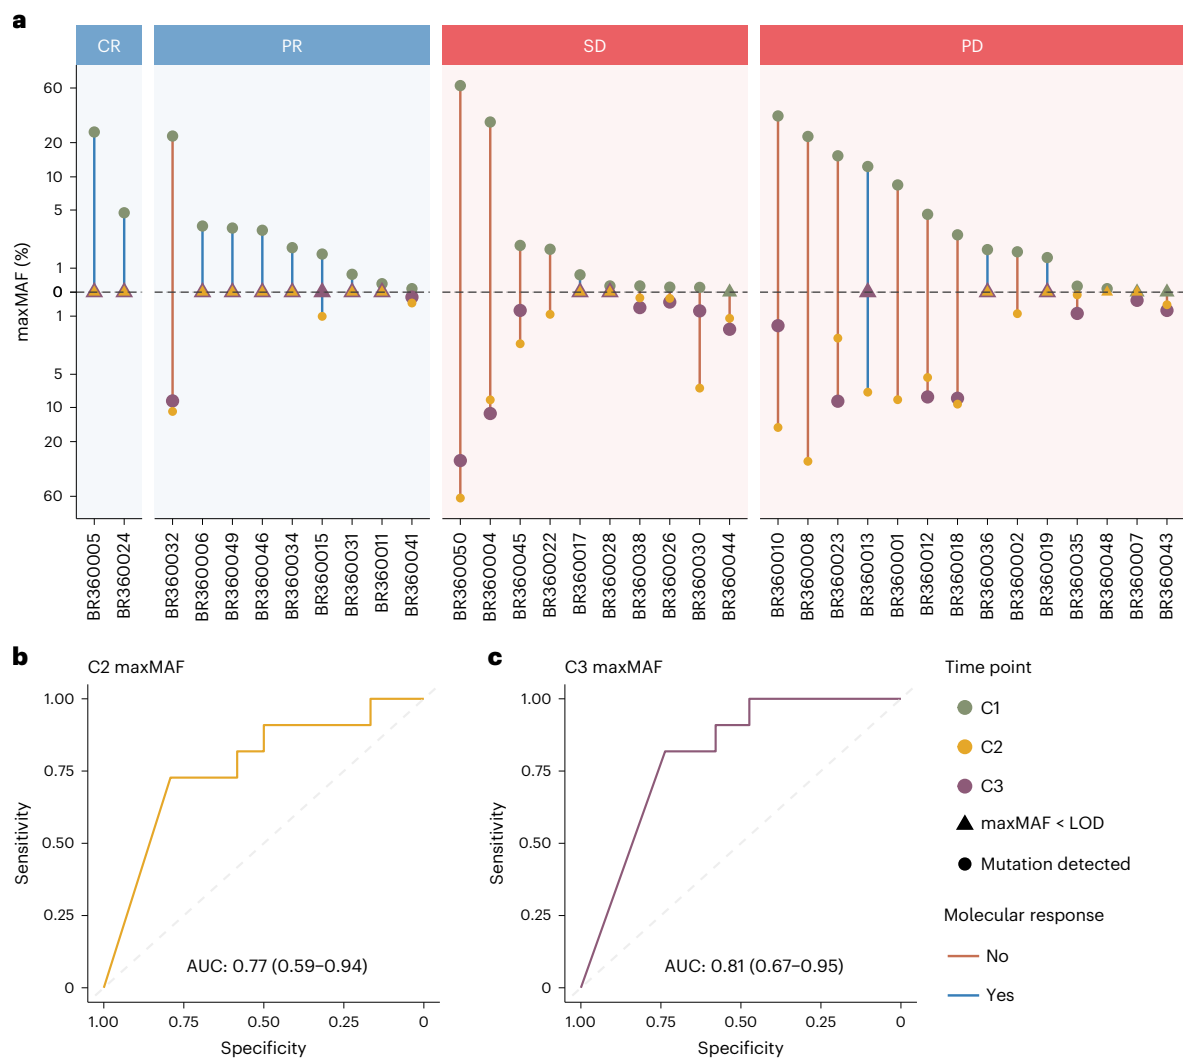 a
CR PR SD PD
60
20
10
5
1
0
1
5
10
20
60
maxMAF (%)
BR360005 BR360024 BR360032 BR360006 BR360049 BR360046 BR360034 BR360015 BR360031 BR360011 BR360041 BR360050 BR360004 BR360045 BR360022 BR360017 BR360028 BR360038 BR360026 BR360030 BR360044 BR360010 BR360008 BR360023 BR360013 BR360001 BR360012 BR360018 BR360036 BR360002 BR360019 BR360035 BR360048 BR360007 BR360043
b
C2 maxMAF
1.00
0.75
0.50
0.25
0
Sensitivity
AUC: 0.77 (0.59–0.94)
1.00 0.75 0.50 0.25 0
Specificity
c
C3 maxMAF
1.00
0.75
0.50
0.25
0
Sensitivity
AUC: 0.81 (0.67–0.95)
1.00 0.75 0.50 0.25 0
Specificity
Time point
C1
C2
C3
maxMAF < LOD
Mutation detected
Molecular response
No
Yes